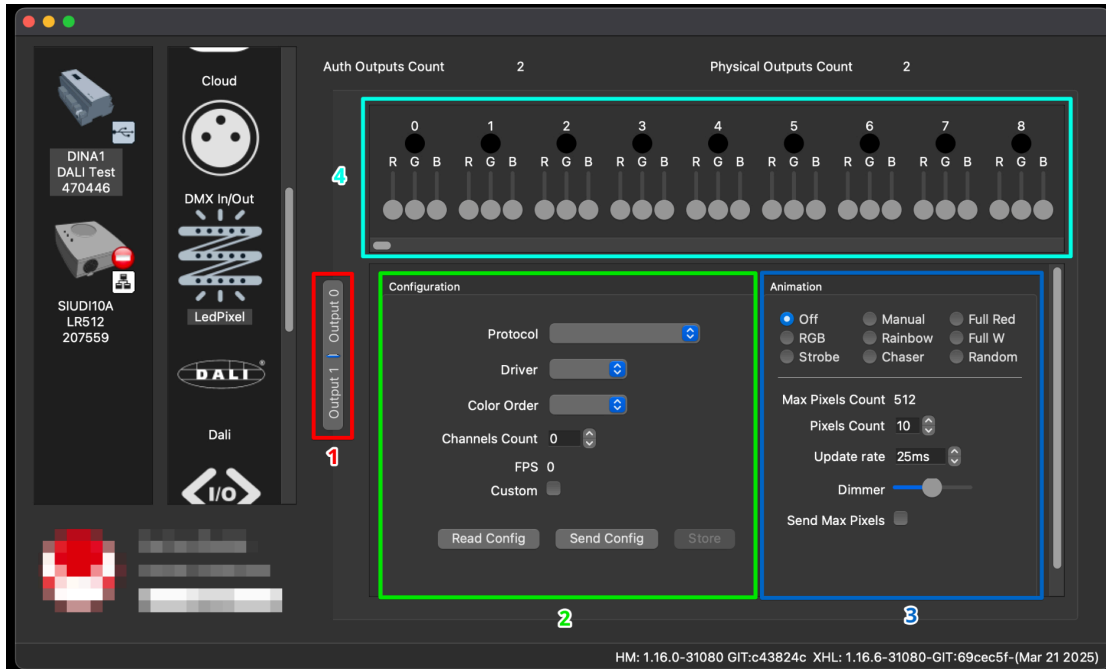 Auth Outputs Count 2 Physical Outputs Count 2
DINA1
DALI Test
470446
SIUDI10A
LR512
207559
Cloud
DMX In/Out
LedPixel
DALI
Dali
I/O
4
0 1 2 3 4 5 6 7 8
R G B R G B R G B R G B R G B R G B R G B R G B R G B
Output 0
Output 1
1
Configuration
Protocol
Driver
Color Order
Channels Count 0
FPS 0
Custom
Read Config Send Config Store
2
Animation
Off Manual Full Red
RGB Rainbow Full W
Strobe Chaser Random
Max Pixels Count 512
Pixels Count 10
Update rate 25ms
Dimmer
Send Max Pixels
3
HM: 1.16.0-31080 GIT:c43824c XHL: 1.16.6-31080-GIT:69cec5f-(Mar 21 2025)